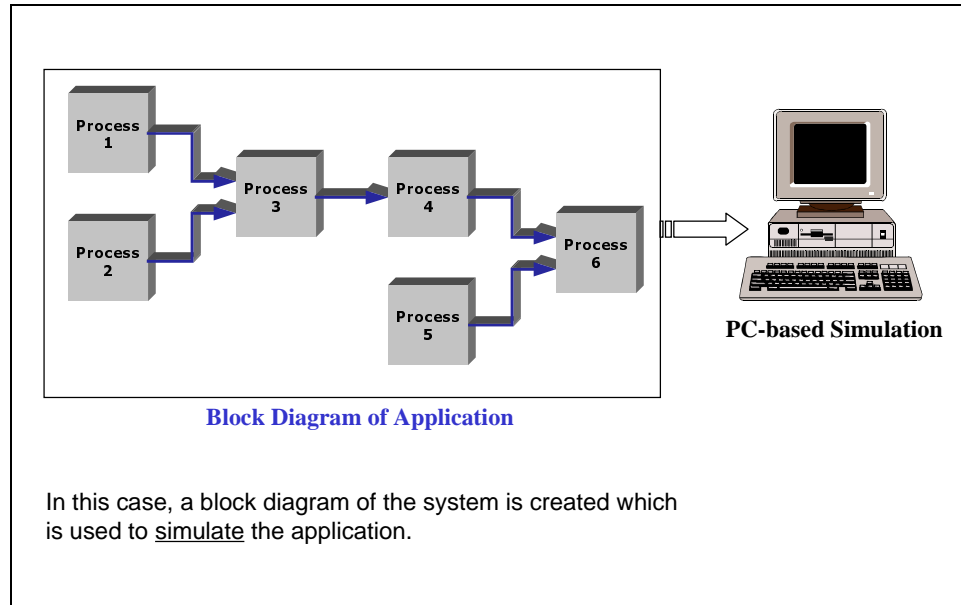 Process
1
Process
2
Process
3
Process
4
Process
5
Process
6
PC-based Simulation
Block Diagram of Application
In this case, a block diagram of the system is created which
is used to simulate the application.